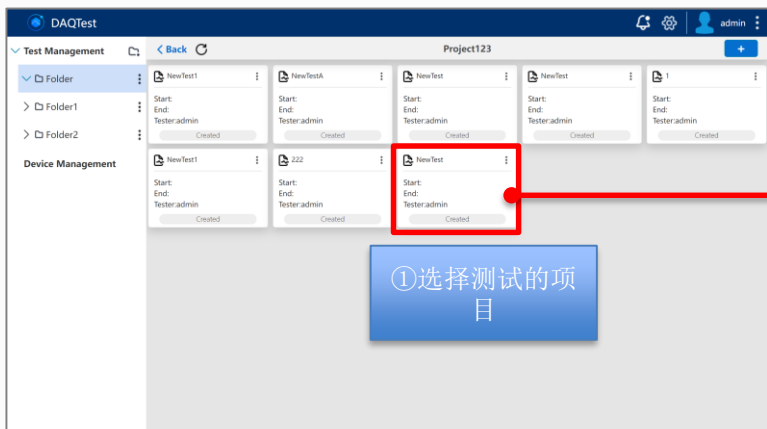 DAQTest
admin
Test Management
Back
Project123
+
Folder
Folder1
Folder2
Device Management
NewTest1
Start:
End:
Tester:admin
Created
NewTestA
Start:
End:
Tester:admin
Created
NewTest
Start:
End:
Tester:admin
Created
NewTest
Start:
End:
Tester:admin
Created
1
Start:
End:
Tester:admin
Created
NewTest1
Start:
End:
Tester:admin
Created
222
Start:
End:
Tester:admin
Created
NewTest
Start:
End:
Tester:admin
Created
①选择测试的项
目